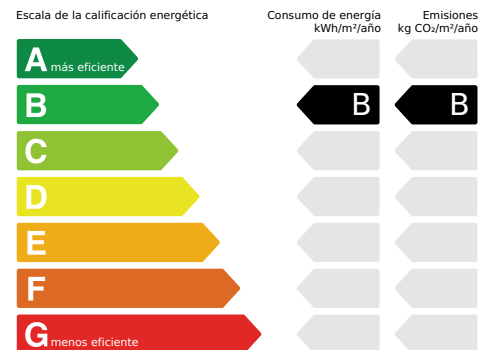 Escala de la calificación energética
Consumo de energía
kWh/m²/año
Emisiones
kg CO₂/m²/año
A más eficiente
B B B
C
D
E
F
G menos eficiente